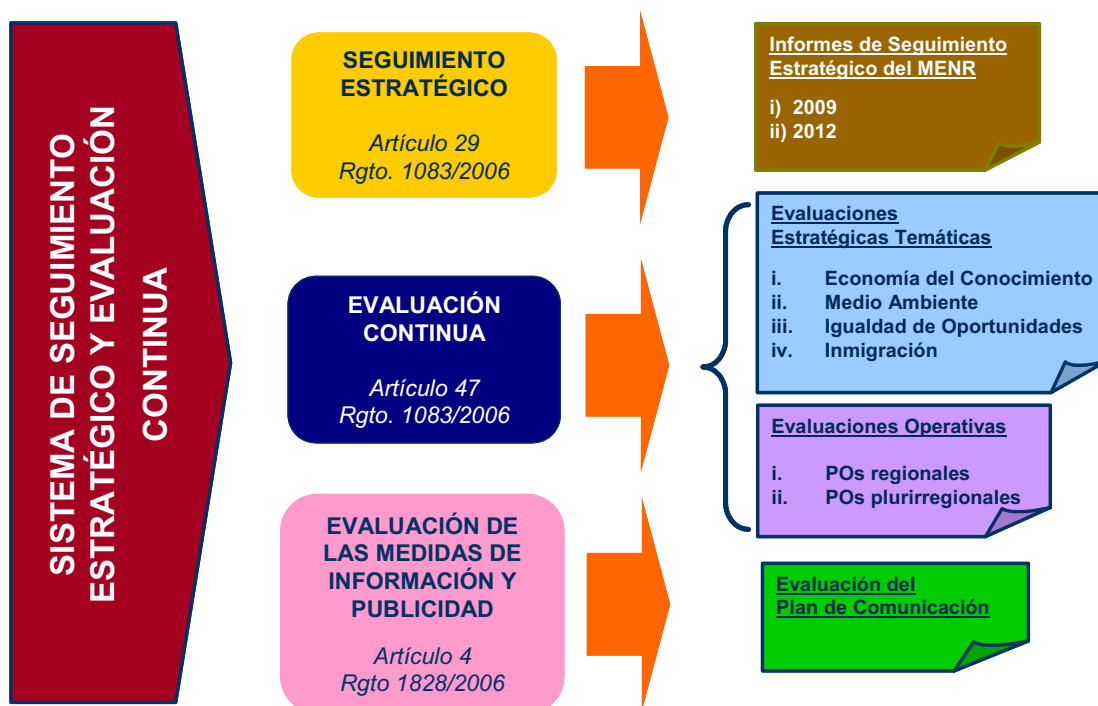 SISTEMA DE SEGUIMIENTO
ESTRATÉGICO Y EVALUACIÓN
CONTINUA
SEGUIMIENTO
ESTRATÉGICO
Artículo 29
Rgto. 1083/2006
Informes de Seguimiento
Estratégico del MENR
i) 2009
ii) 2012
EVALUACIÓN
CONTINUA
Artículo 47
Rgto. 1083/2006
Evaluaciones
Estratégicas Temáticas
i. Economía del Conocimiento
ii. Medio Ambiente
iii. Igualdad de Oportunidades
iv. Inmigración
Evaluaciones Operativas
i. POs regionales
ii. POs plurirregionales
EVALUACIÓN DE
LAS MEDIDAS DE
INFORMACIÓN Y
PUBLICIDAD
Artículo 4
Rgto 1828/2006
Evaluación del
Plan de Comunicación